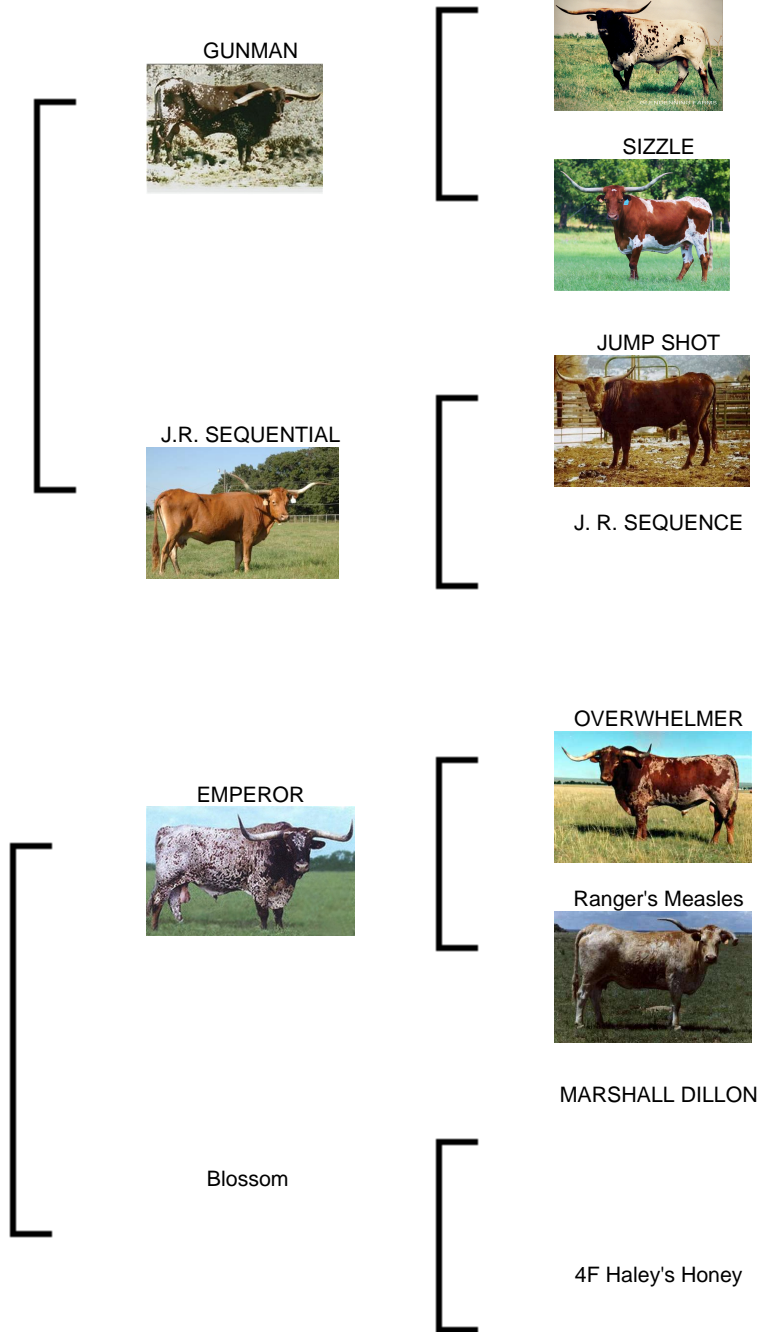 GUNMAN
SIZZLE
JUMP SHOT
J.R. SEQUENTIAL
J. R. SEQUENCE
OVERWHELMER
EMPEROR
Ranger's Measles
MARSHALL DILLON
Blossom
4F Haley's Honey